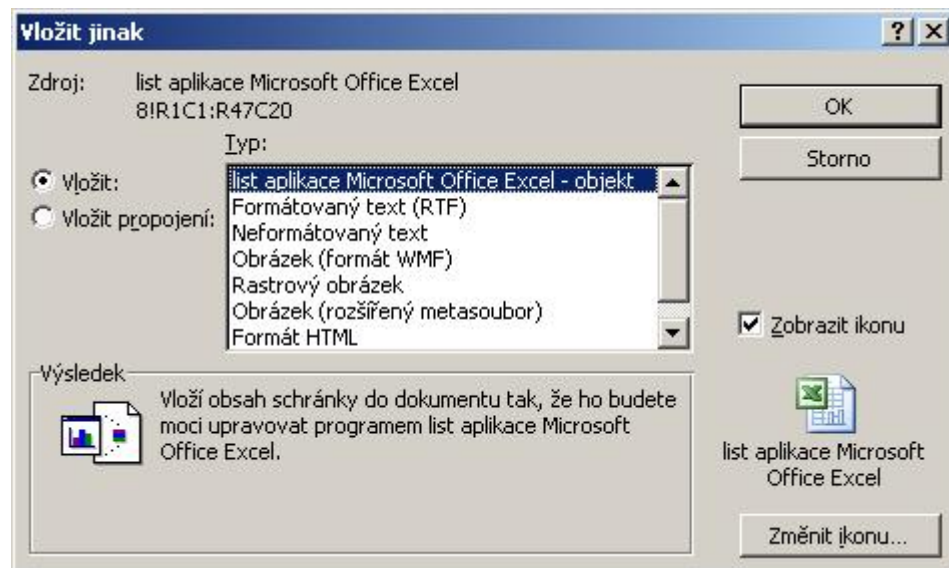 Vložit jinak
Zdroj: list aplikace Microsoft Office Excel
8!R1C1:R47C20
Typ:
Vložit:
Vložit propojení:
list aplikace Microsoft Office Excel - objekt
Formátovaný text (RTF)
Neformátovaný text
Obrázek (formát WMF)
Rastrový obrázek
Obrázek (rozšířený metasoubor)
Formát HTML
OK
Storno
Zobrazit ikonu
Výsledek
Vloží obsah schránky do dokumentu tak, že ho budete
moci upravovat programem list aplikace Microsoft
Office Excel.
list aplikace Microsoft
Office Excel
Změnit ikonu...